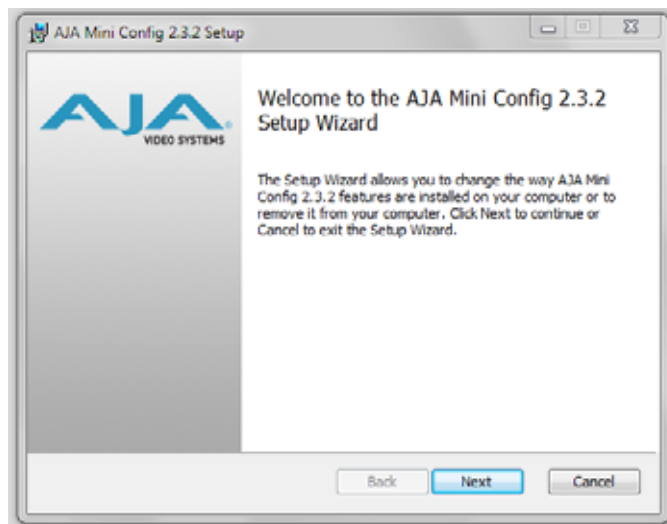 AJA Mini Config 2.3.2 Setup
AJA
VIDEO SYSTEMS
Welcome to the AJA Mini Config 2.3.2
Setup Wizard
The Setup Wizard allows you to change the way AJA Mini
Config 2.3.2 features are installed on your computer or to
remove it from your computer. Click Next to continue or
Cancel to exit the Setup Wizard.
Back
Next
Cancel